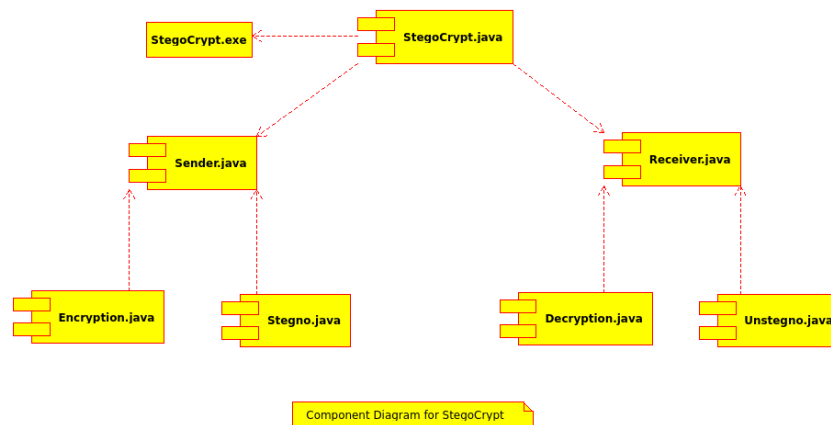 StegoCrypt.exe
StegoCrypt.java
Sender.java
Receiver.java
Encryption.java
Stegno.java
Decryption.java
Unstegno.java
Component Diagram for StegoCrypt